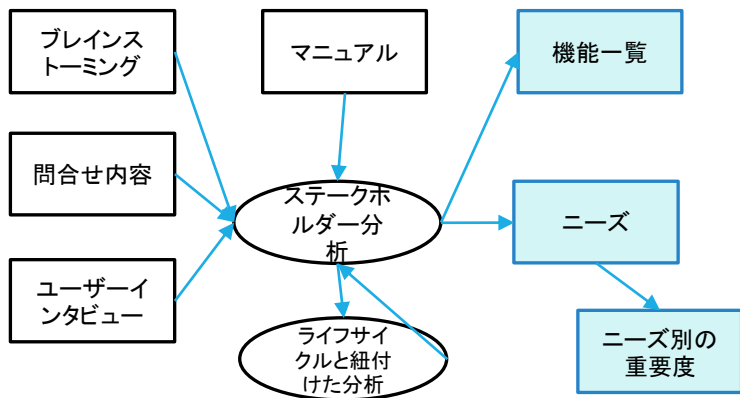 ブレインス
トーミング
マニュアル
機能一覧
問合せ内容
ステークホ
ルダー分
析
ニーズ
ユーザーイ
ンタビュー
ライフサイ
クルと紐付
けた分析
ニーズ別の
重要度